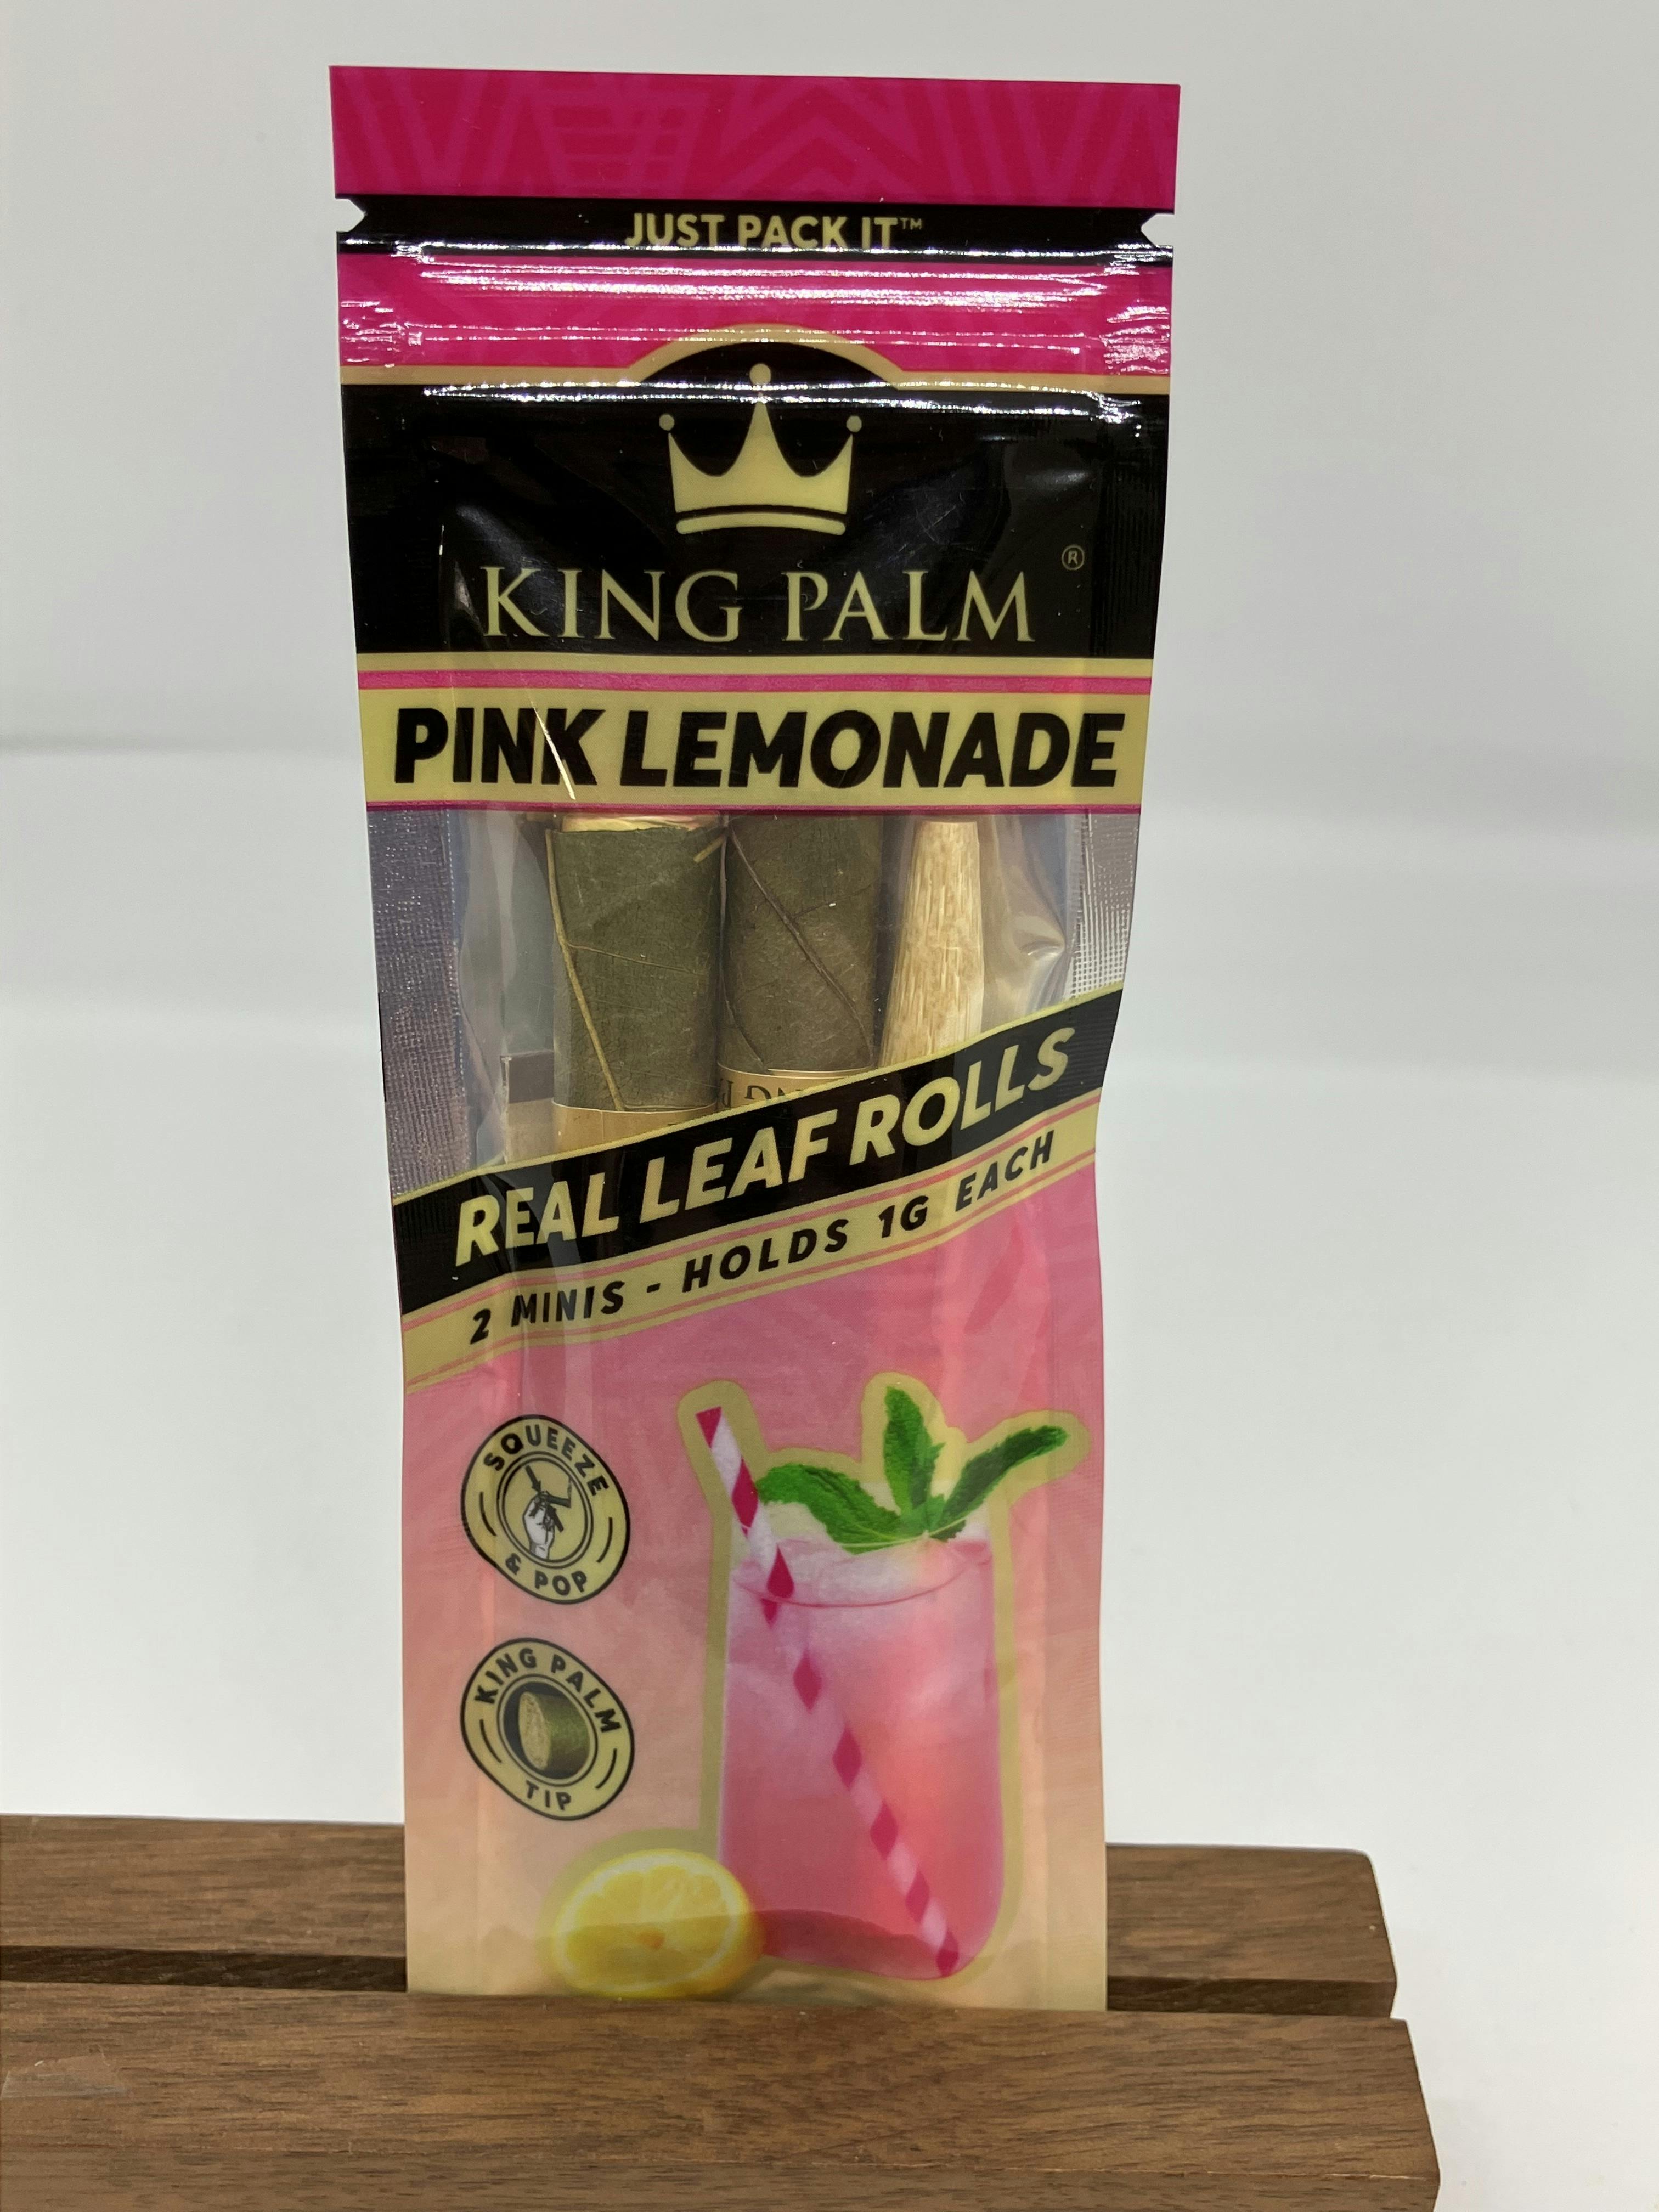 JUST PACK IT™
KING PALM®
PINK LEMONADE
REAL LEAF ROLLS
2 MINIS - HOLDS 1G EACH
SQUEEZE
& POP
KING PALM
TIP